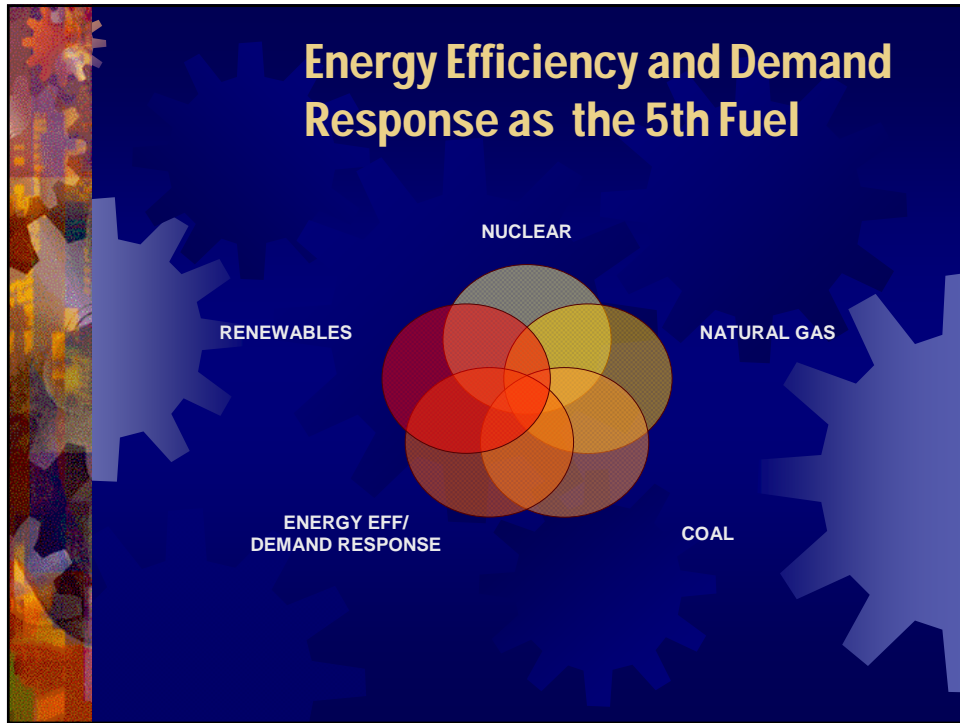 Energy Efficiency and Demand
Response as the 5th Fuel
NUCLEAR
RENEWABLES
NATURAL GAS
ENERGY EFF/
DEMAND RESPONSE
COAL